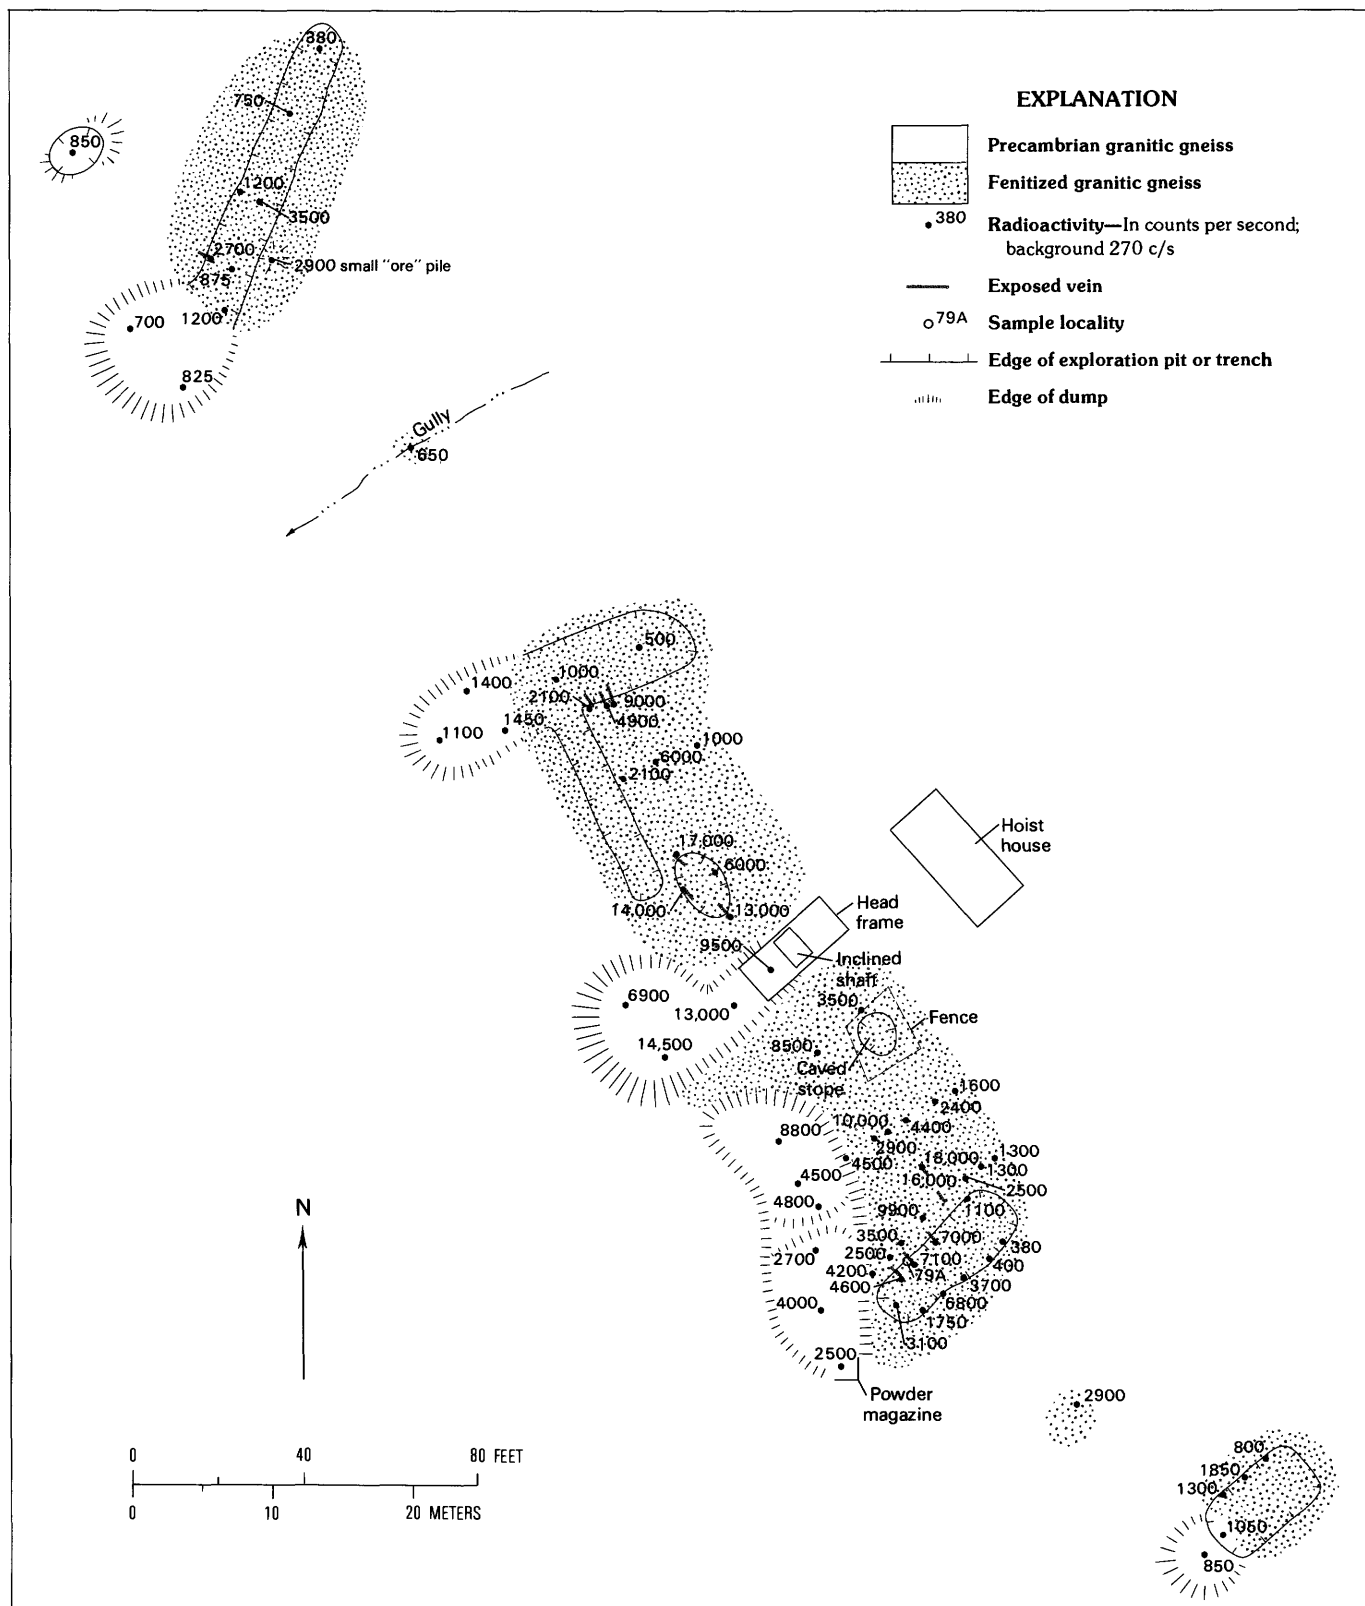 380
750
850
1200
3500
2700
2900 small "ore" pile
875
1200
700
825
EXPLANATION
Precambrian granitic gneiss
Fenitized granitic gneiss
380 Radioactivity—In counts per second;
background 270 c/s
Exposed vein
79A Sample locality
Edge of exploration pit or trench
Edge of dump
Gully
650
500
1000
1400
2100
9000
4900
1450
1100
1000
6000
2100
17,000
6000
14,000
13,000
Hoist
house
Head
frame
9500
Inclined
shaft
3500
Fence
6900
13,000
14,500
8500
Caved
stope
1600
2400
10,000
4400
8800
2900
4500
18,000
1300
1300
16,000
2500
4500
4800
1100
9900
3500
7000
380
2700
2500
7100
400
4200
79A
4600
3700
4000
6800
1750
3100
2500
Powder
magazine
N
2900
0 40 80 FEET
0 10 20 METERS
800
1850
1300
1050
850